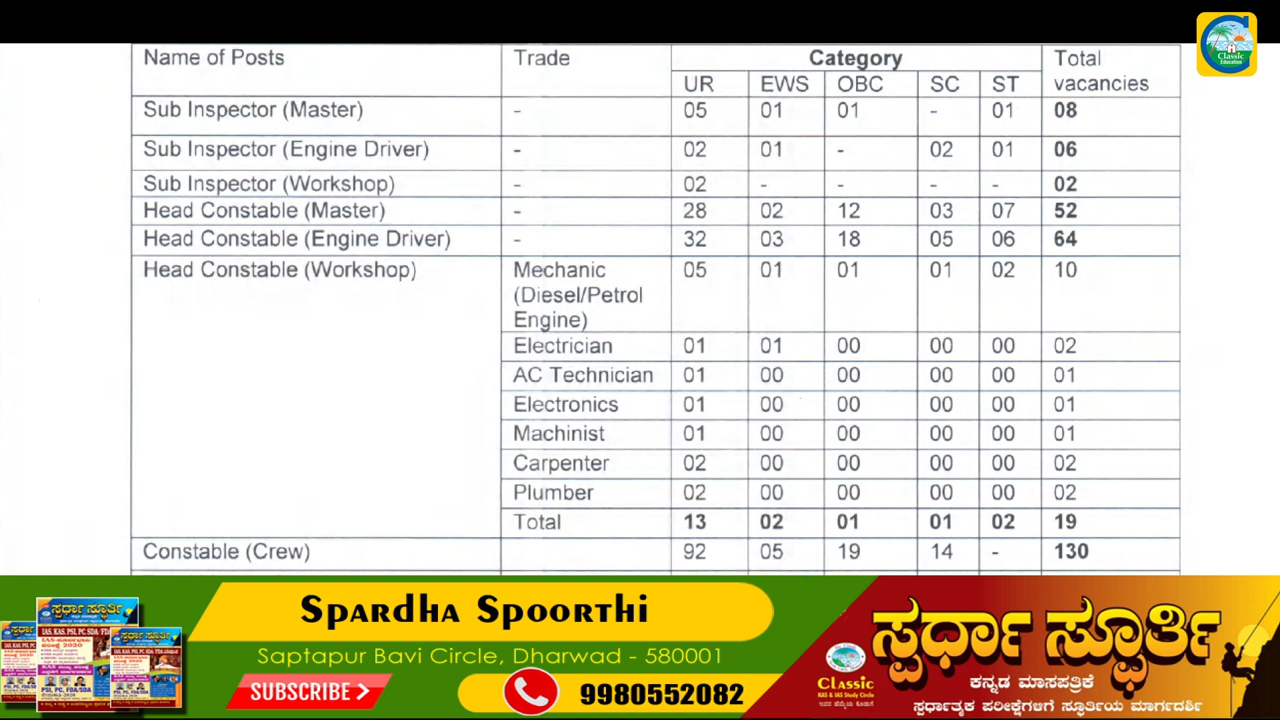 Classic
Education
Name of Posts Trade Category Total vacancies
UR EWS OBC SC ST
Sub Inspector (Master) - 05 01 01 - 01 08
Sub Inspector (Engine Driver) - 02 01 - 02 01 06
Sub Inspector (Workshop) - 02 - - - - 02
Head Constable (Master) - 28 02 12 03 07 52
Head Constable (Engine Driver) - 32 03 18 05 06 64
Head Constable (Workshop) Mechanic (Diesel/Petrol Engine) 05 01 01 01 02 10
Electrician 01 01 00 00 00 02
AC Technician 01 00 00 00 00 01
Electronics 01 00 00 00 00 01
Machinist 01 00 00 00 00 01
Carpenter 02 00 00 00 00 02
Plumber 02 00 00 00 00 02
Total 13 02 01 01 02 19
Constable (Crew) 92 05 19 14 - 130
Spardha Spoorthi
Saptapur Bavi Circle, Dharwad - 580001
SUBSCRIBE
9980552082
ಸ್ಪರ್ಧಾ ಸ್ಫೂರ್ತಿ
ಕನ್ನಡ ಮಾಸಪತ್ರಿಕೆ
ಸ್ಪರ್ಧಾತ್ಮಕ ಪರೀಕ್ಷೆಗಳಿಗೆ ಸ್ಫೂರ್ತಿಯ ಮಾರ್ಗದರ್ಶಿ
Classic
KAS & IAS Study Circle
ಸ್ಪರ್ಧಾ ಸ್ಫೂರ್ತಿ